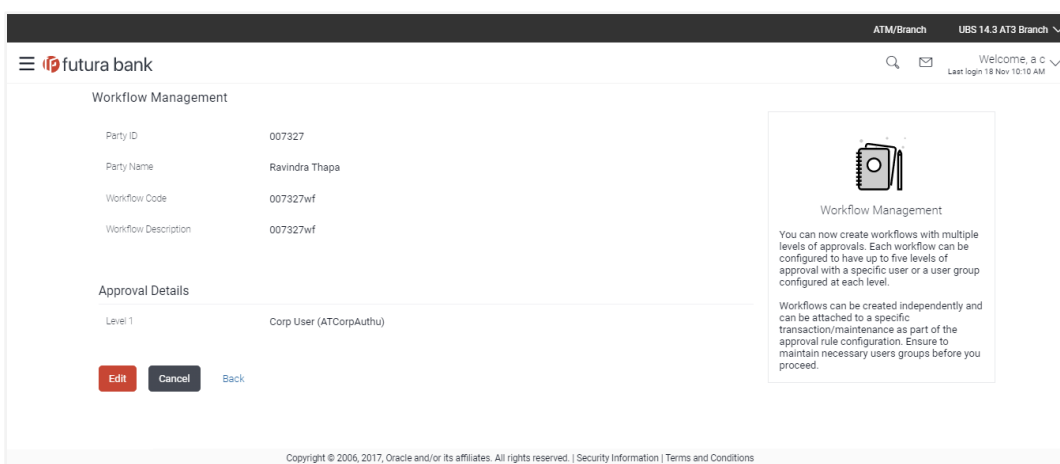 ATM/Branch UBS 14.3 AT3 Branch
futura bank
Welcome, a c
Last login 18 Nov 10:10 AM
Workflow Management
Party ID 007327
Party Name Ravindra Thapa
Workflow Code 007327wf
Workflow Description 007327wf
Approval Details
Level 1 Corp User (ATCorpAuthu)
Edit Cancel Back
Workflow Management
You can now create workflows with multiple
levels of approvals. Each workflow can be
configured to have up to five levels of
approval with a specific user or a user group
configured at each level.
Workflows can be created independently and
can be attached to a specific
transaction/maintenance as part of the
approval rule configuration. Ensure to
maintain necessary users groups before you
proceed.
Copyright © 2006, 2017, Oracle and/or its affiliates. All rights reserved. | Security Information | Terms and Conditions